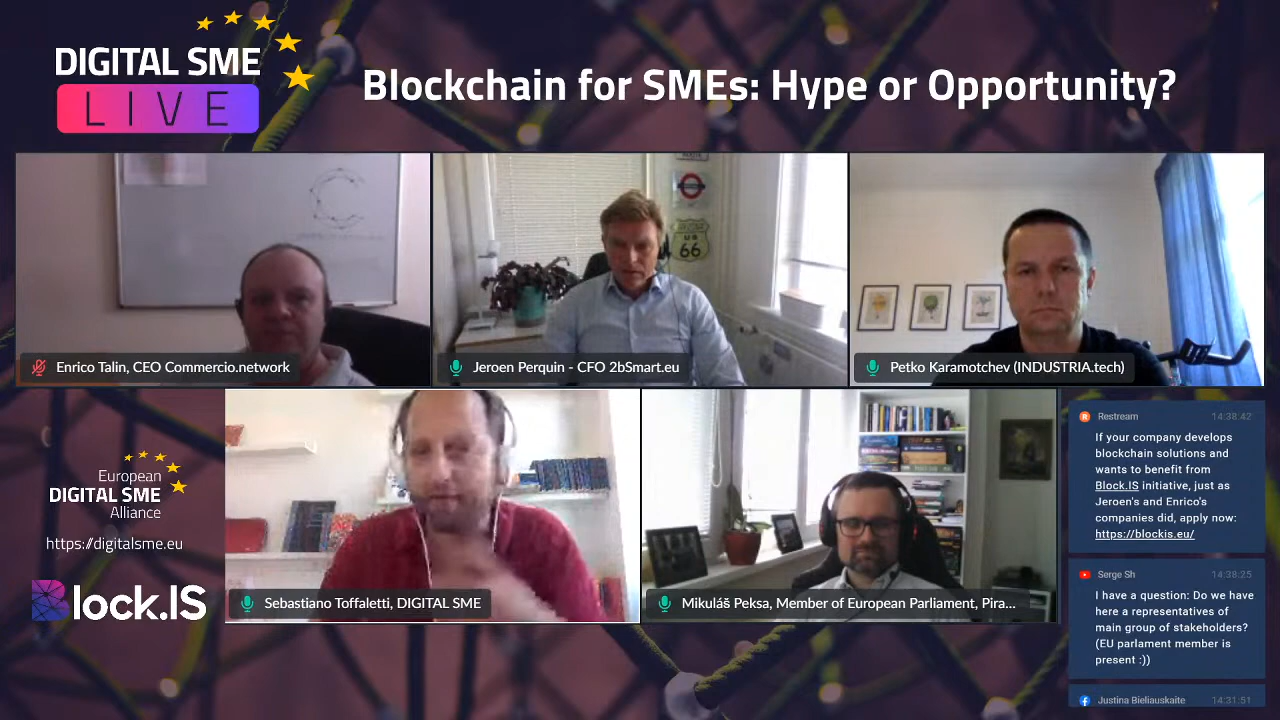 DIGITAL SME
LIVE
Blockchain for SMEs: Hype or Opportunity?
66
Enrico Talin, CEO Commercio.network
Jeroen Perquin - CFO 2bSmart.eu
Petko Karamotchev (INDUSTRIA.tech)
European
DIGITAL SME
Alliance
https://digitalsme.eu
Block.IS
Sebastiano Toffaletti, DIGITAL SME
Mikuláš Peksa, Member of European Parliament, Pira...
Restream 14:38:42
If your company develops
blockchain solutions and
wants to benefit from
Block.IS initiative, just as
Jeroen's and Enrico's
companies did, apply now:
https://blockis.eu/
Serge Sh 14:38:25
I have a question: Do we have
here a representatives of
main group of stakeholders?
(EU parlament member is
present :))
Justina Bieliauskaite 14:31:51